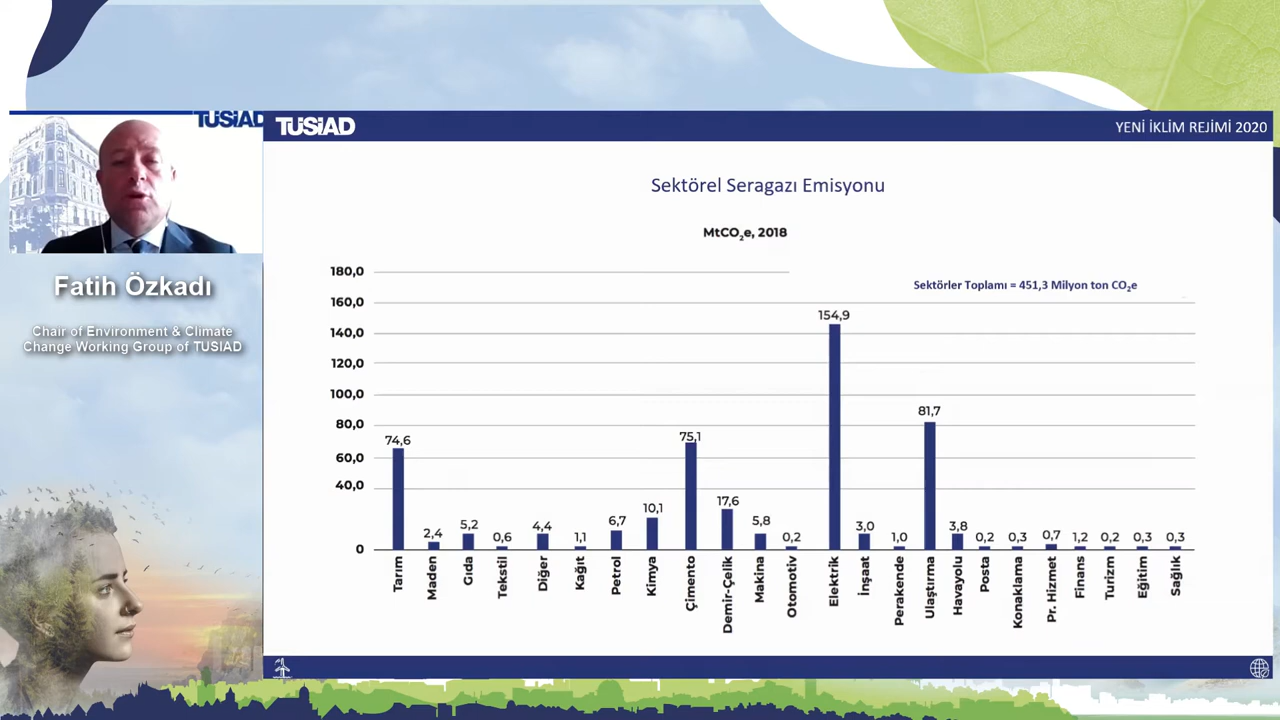 TÜSİAD
TÜSİAD
YENİ İKLİM REJİMİ 2020
Fatih Özkadı
Chair of Environment & Climate
Change Working Group of TUSIAD
Sektörel Seragazı Emisyonu
MtCO₂e, 2018
Sektörler Toplamı = 451,3 Milyon ton CO₂e
180,0
160,0
140,0
120,0
100,0
80,0
60,0
40,0
0
74,6
2,4
5,2
0,6
4,4
1,1
6,7
10,1
75,1
17,6
5,8
0,2
154,9
3,0
1,0
81,7
3,8
0,2
0,3
0,7
1,2
0,2
0,3
0,3
Tarım
Maden
Gıda
Tekstil
Diğer
Kağıt
Petrol
Kimya
Çimento
Demir-Çelik
Makina
Otomotiv
Elektrik
İnşaat
Perakende
Ulaştırma
Havayolu
Posta
Konaklama
Pr. Hizmet
Finans
Turizm
Eğitim
Sağlık